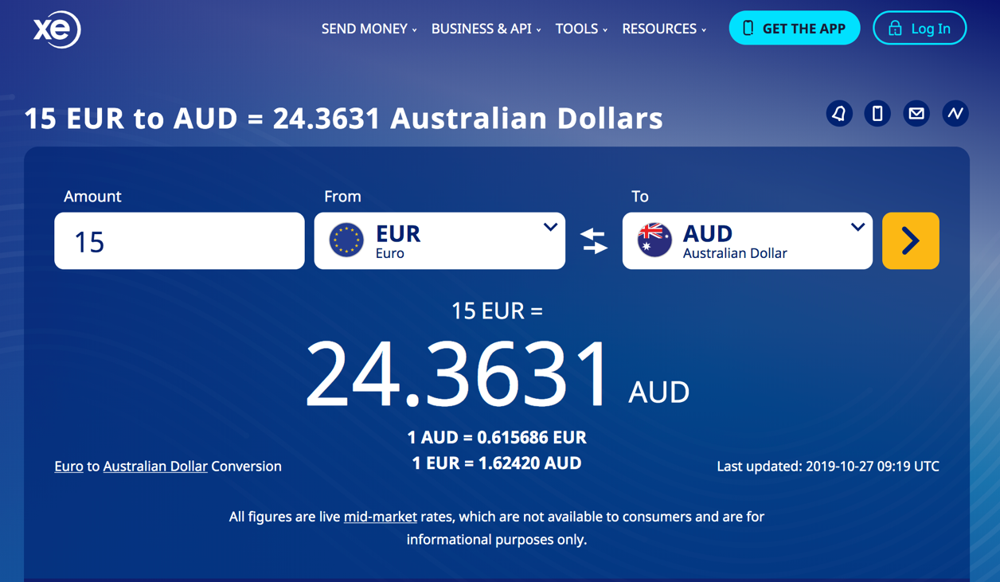 xe
SEND MONEY
BUSINESS & API
TOOLS
RESOURCES
GET THE APP
Log In
15 EUR to AUD = 24.3631 Australian Dollars
Amount
From
To
15
EUR
Euro
AUD
Australian Dollar
15 EUR =
24.3631 AUD
1 AUD = 0.615686 EUR
1 EUR = 1.62420 AUD
Euro to Australian Dollar Conversion
Last updated: 2019-10-27 09:19 UTC
All figures are live mid-market rates, which are not available to consumers and are for
informational purposes only.